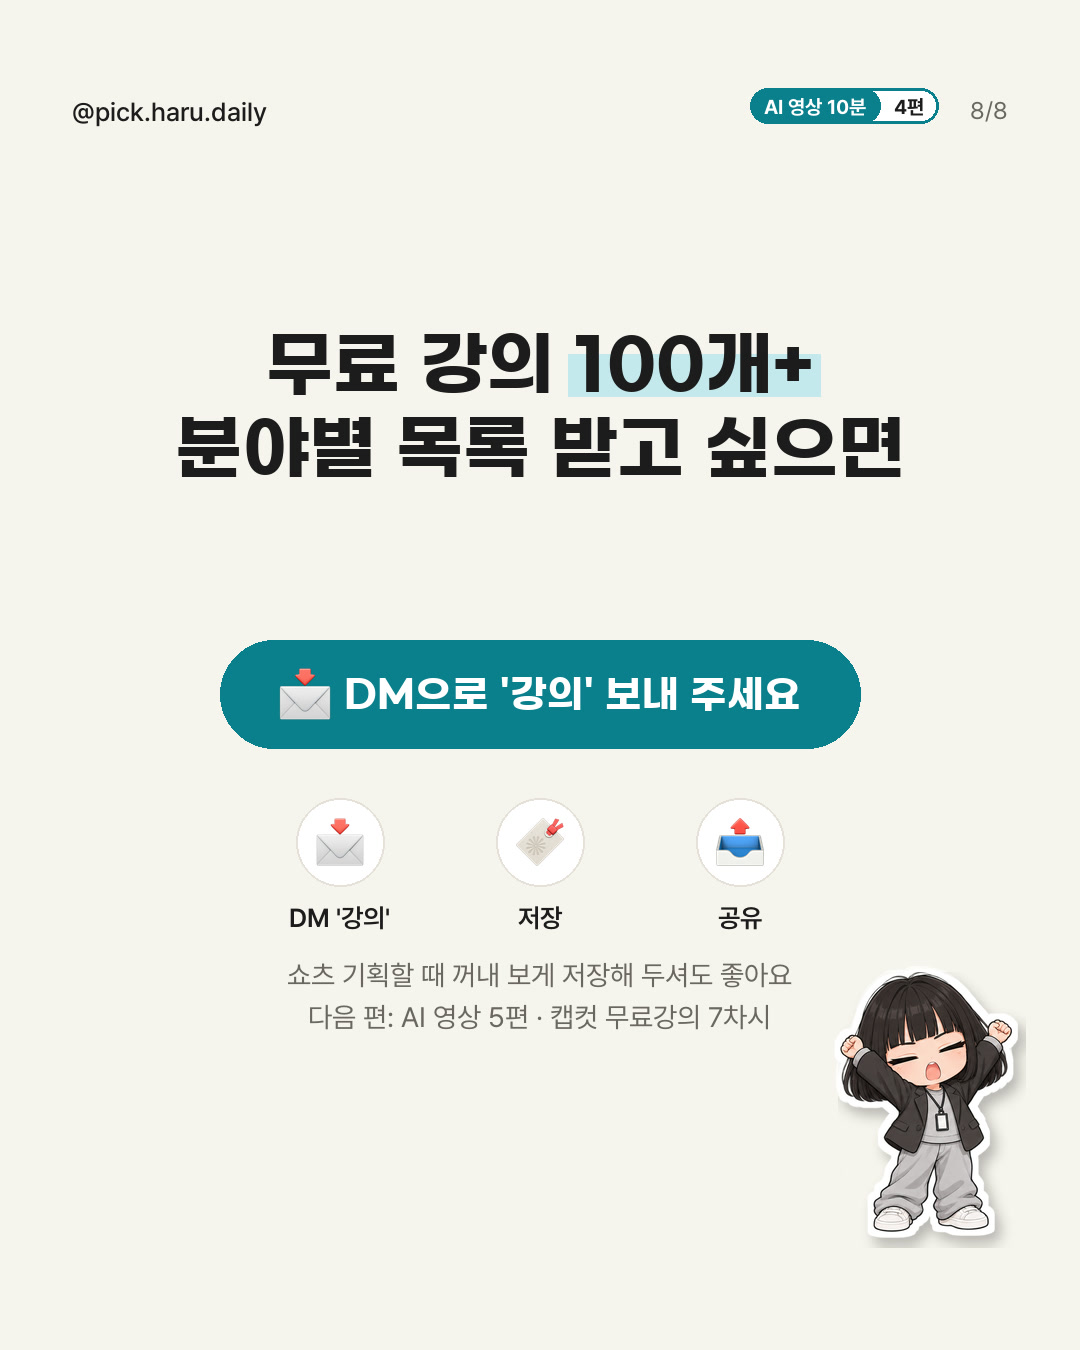 @pick.haru.daily
AI 영상 10분 4편 8/8
무료 강의 100개+
분야별 목록 받고 싶으면
DM으로 '강의' 보내 주세요
DM '강의'
저장
공유
쇼츠 기획할 때 꺼내 보게 저장해 두셔도 좋아요
다음 편: AI 영상 5편 · 캡컷 무료강의 7차시